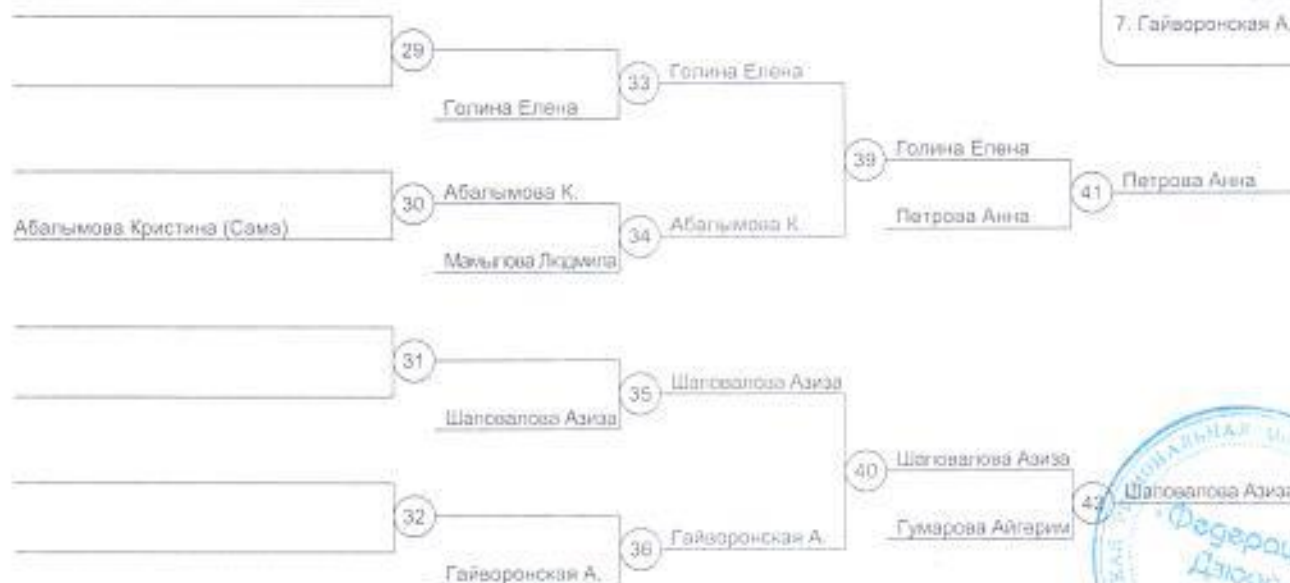 7. Гайворонская А.
29
33
Голина Елена
Голина Елена
39
Голина Елена
41
Петрова Анна
Петрова Анна
30
Абалымова К.
Абалымова Кристина (Сама)
34
Абалымова К.
Мамылова Людмила
31
35
Шаповалова Азиза
Шаповалова Азиза
40
Шаповалова Азиза
42
Шаповалова Азиза
Гумарова Айгерим
32
36
Гайворонская А.
Гайворонская А.